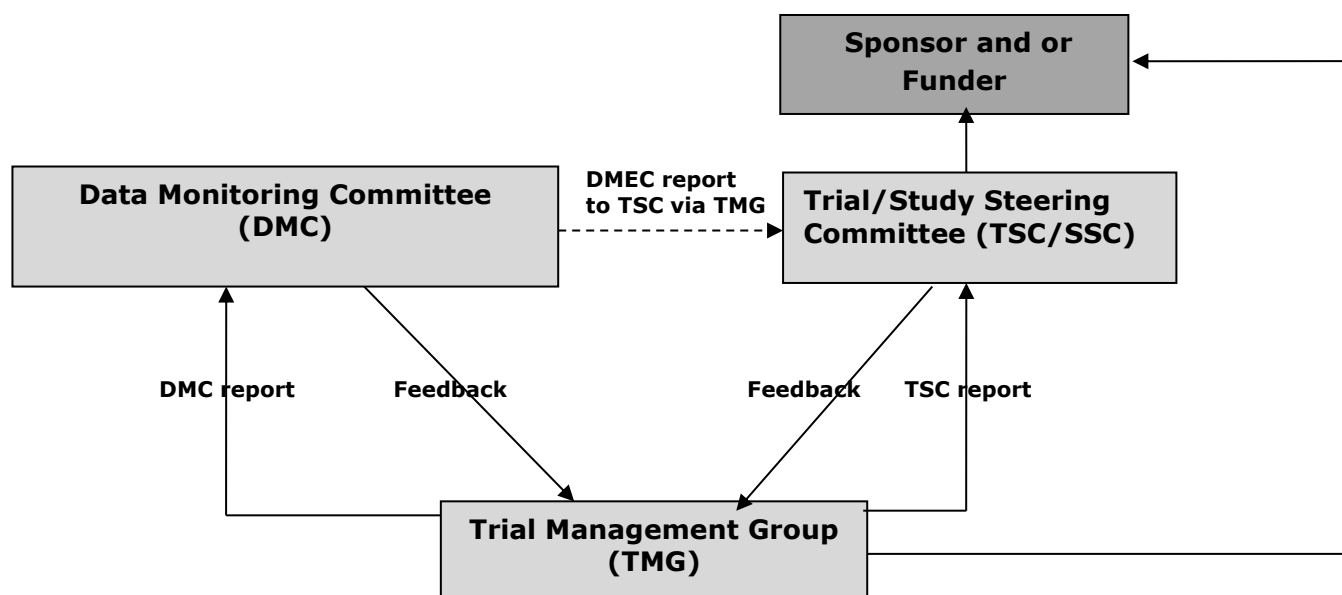 Sponsor and or
Funder
Data Monitoring Committee
(DMC)
DMEC report
to TSC via TMG
Trial/Study Steering
Committee (TSC/SSC)
DMC report
Feedback
Feedback
TSC report
Trial Management Group
(TMG)